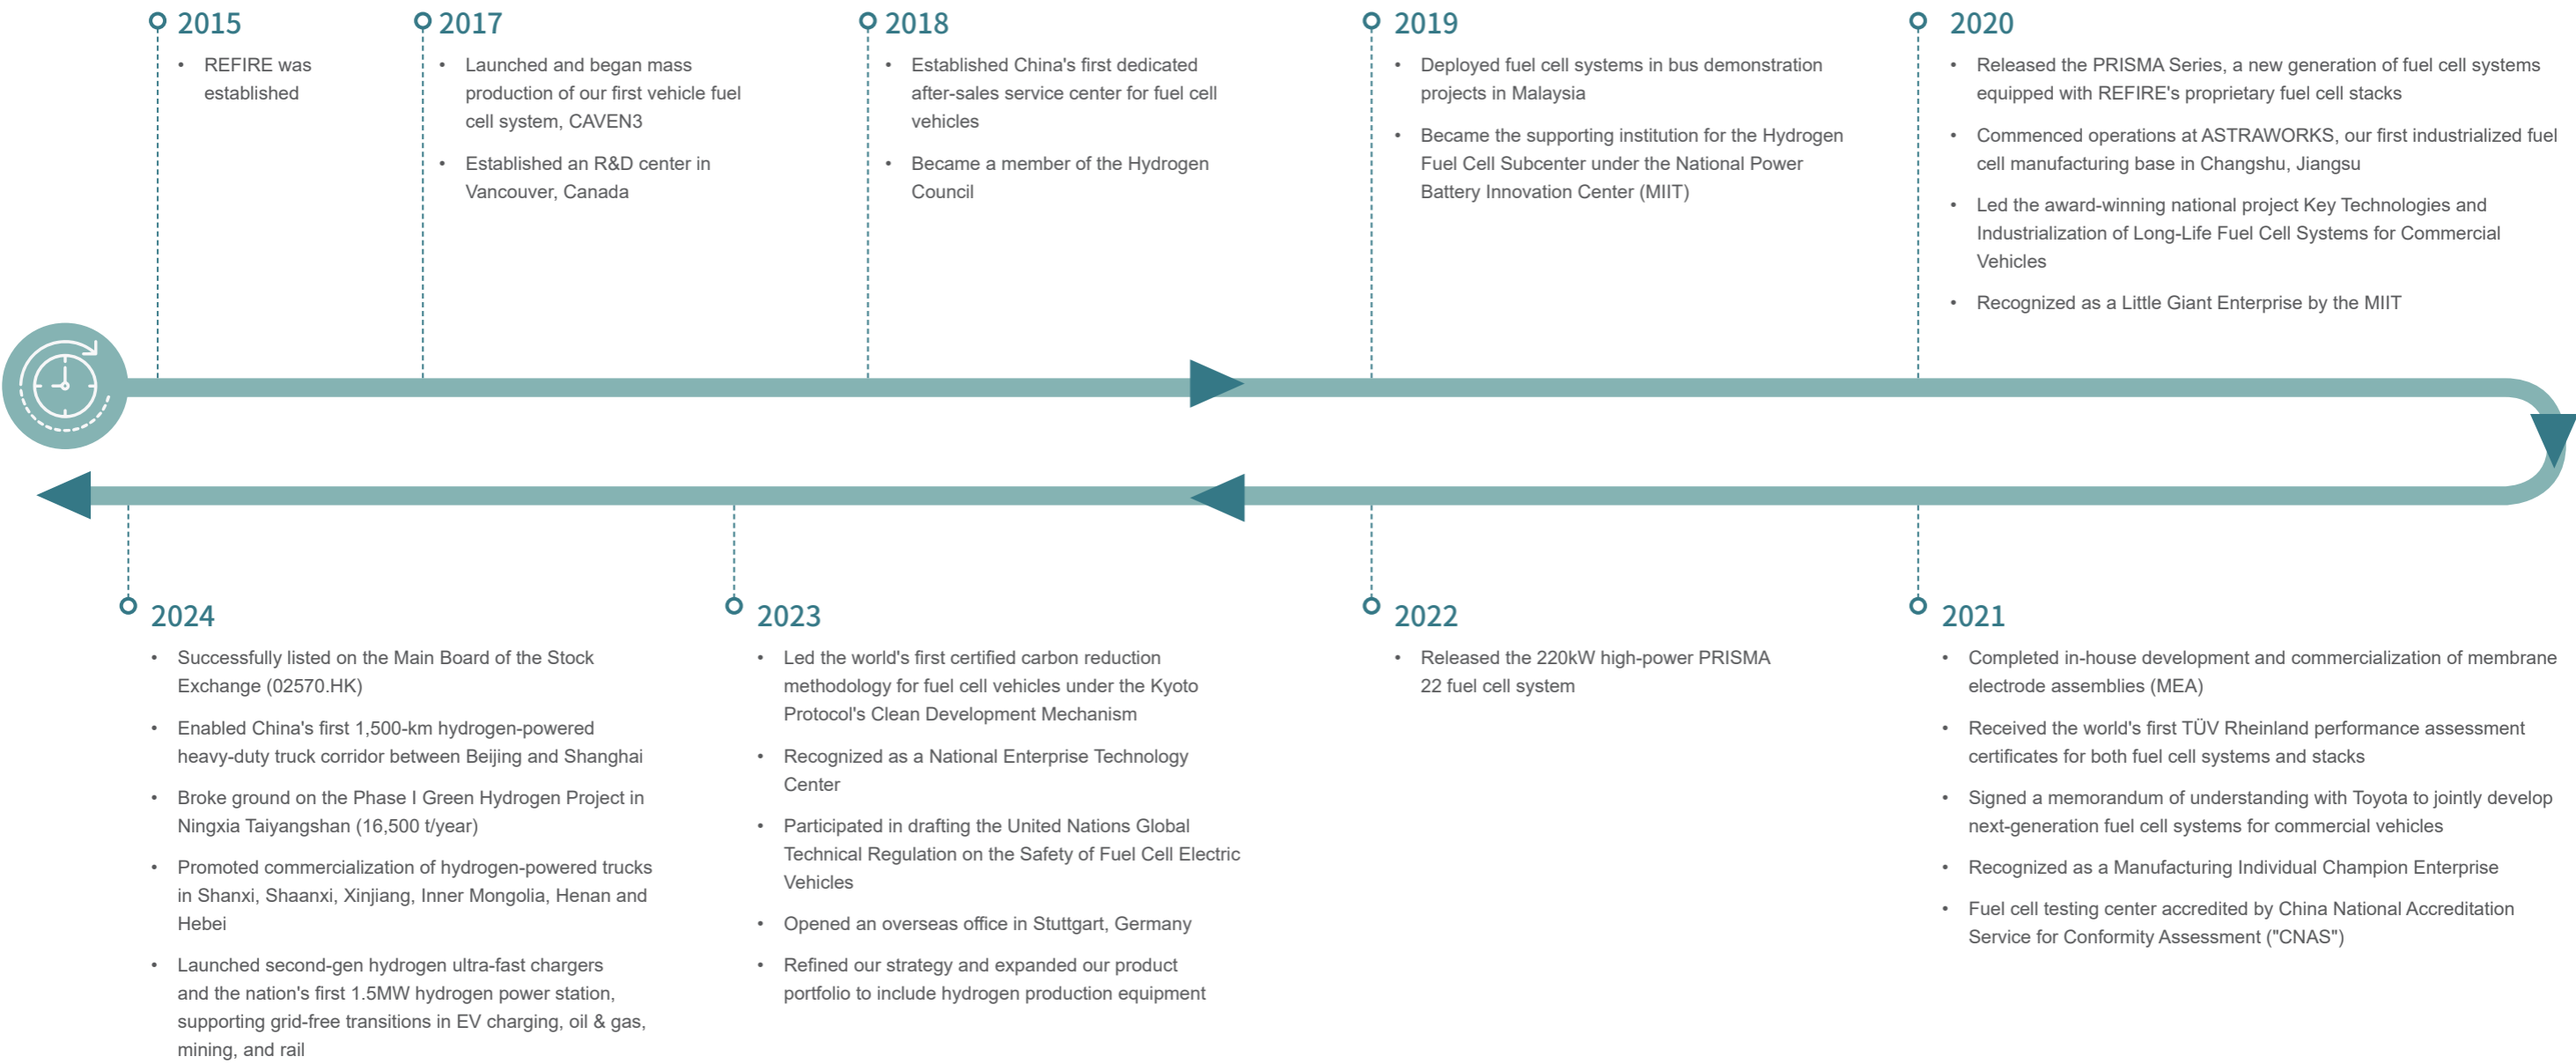 2015
• REFIRE was
established
2017
• Launched and began mass
production of our first vehicle fuel
cell system, CAVEN3
• Established an R&D center in
Vancouver, Canada
2018
• Established China's first dedicated
after-sales service center for fuel cell
vehicles
• Became a member of the Hydrogen
Council
2019
• Deployed fuel cell systems in bus demonstration
projects in Malaysia
• Became the supporting institution for the Hydrogen
Fuel Cell Subcenter under the National Power
Battery Innovation Center (MIIT)
2020
• Released the PRISMA Series, a new generation of fuel cell systems
equipped with REFIRE's proprietary fuel cell stacks
• Commenced operations at ASTRAWORKS, our first industrialized fuel
cell manufacturing base in Changshu, Jiangsu
• Led the award-winning national project Key Technologies and
Industrialization of Long-Life Fuel Cell Systems for Commercial
Vehicles
• Recognized as a Little Giant Enterprise by the MIIT
2021
• Completed in-house development and commercialization of membrane
electrode assemblies (MEA)
• Received the world's first TÜV Rheinland performance assessment
certificates for both fuel cell systems and stacks
• Signed a memorandum of understanding with Toyota to jointly develop
next-generation fuel cell systems for commercial vehicles
• Recognized as a Manufacturing Individual Champion Enterprise
• Fuel cell testing center accredited by China National Accreditation
Service for Conformity Assessment ("CNAS")
2022
• Released the 220kW high-power PRISMA
22 fuel cell system
2023
• Led the world's first certified carbon reduction
methodology for fuel cell vehicles under the Kyoto
Protocol's Clean Development Mechanism
• Recognized as a National Enterprise Technology
Center
• Participated in drafting the United Nations Global
Technical Regulation on the Safety of Fuel Cell Electric
Vehicles
• Opened an overseas office in Stuttgart, Germany
• Refined our strategy and expanded our product
portfolio to include hydrogen production equipment
2024
• Successfully listed on the Main Board of the Stock
Exchange (02570.HK)
• Enabled China's first 1,500-km hydrogen-powered
heavy-duty truck corridor between Beijing and Shanghai
• Broke ground on the Phase I Green Hydrogen Project in
Ningxia Taiyangshan (16,500 t/year)
• Promoted commercialization of hydrogen-powered trucks
in Shanxi, Shaanxi, Xinjiang, Inner Mongolia, Henan and
Hebei
• Launched second-gen hydrogen ultra-fast chargers
and the nation's first 1.5MW hydrogen power station,
supporting grid-free transitions in EV charging, oil & gas,
mining, and rail